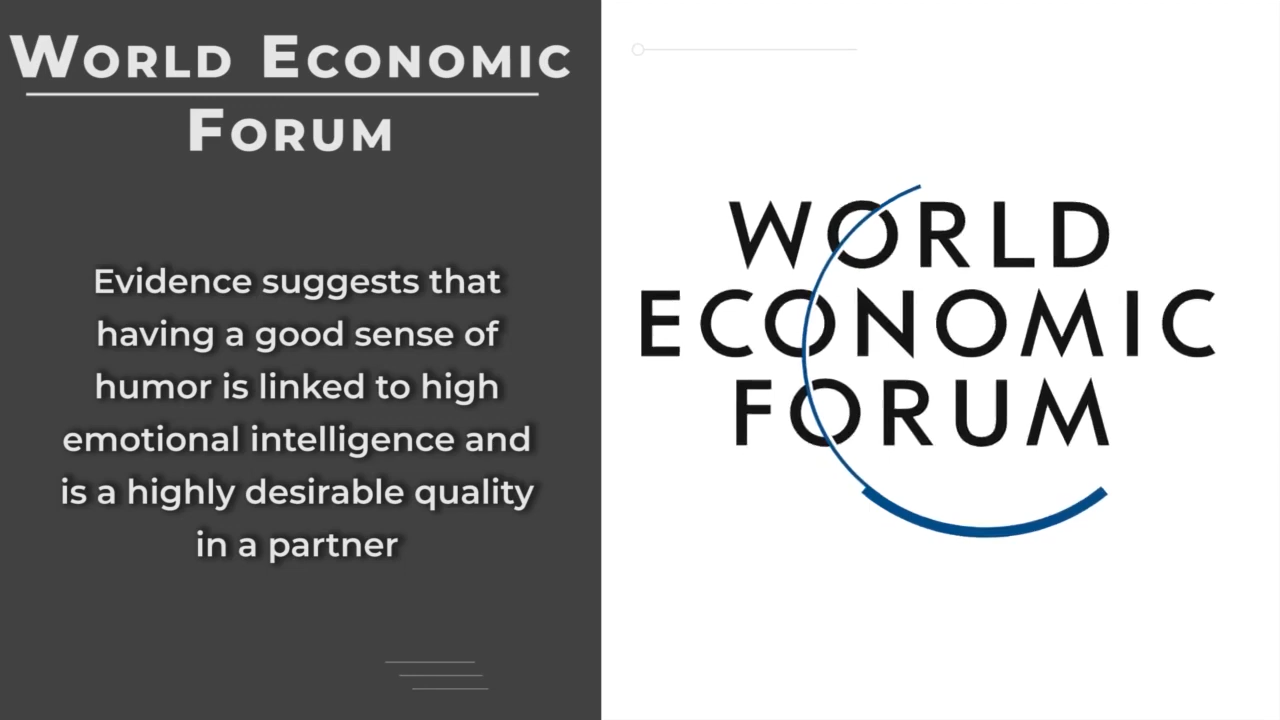 World Economic
Forum
Evidence suggests that
having a good sense of
humor is linked to high
emotional intelligence and
is a highly desirable quality
in a partner
WORLD
ECONOMIC
FORUM